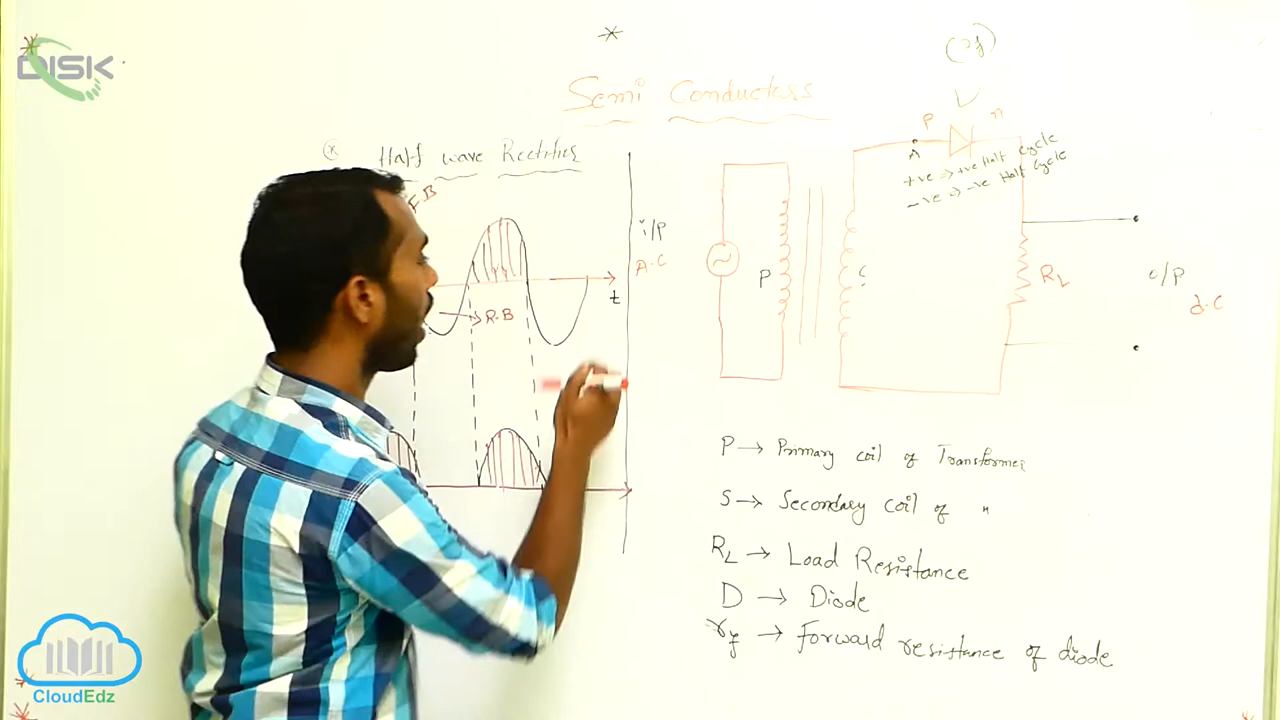 DISK
*
Semi Conductors
(*) Half wave Rectifier
F.B
i/p
A.C
t
R.B
(rf)
P
n
A
+ve => +ve Half Cycle
-ve => -ve Half Cycle
P
S
RL
o/p
d.C
P → Primary coil of Transformer
S → Secondary coil of "
RL → Load Resistance
D → Diode
rf → Forward resistance of diode
CloudEdz